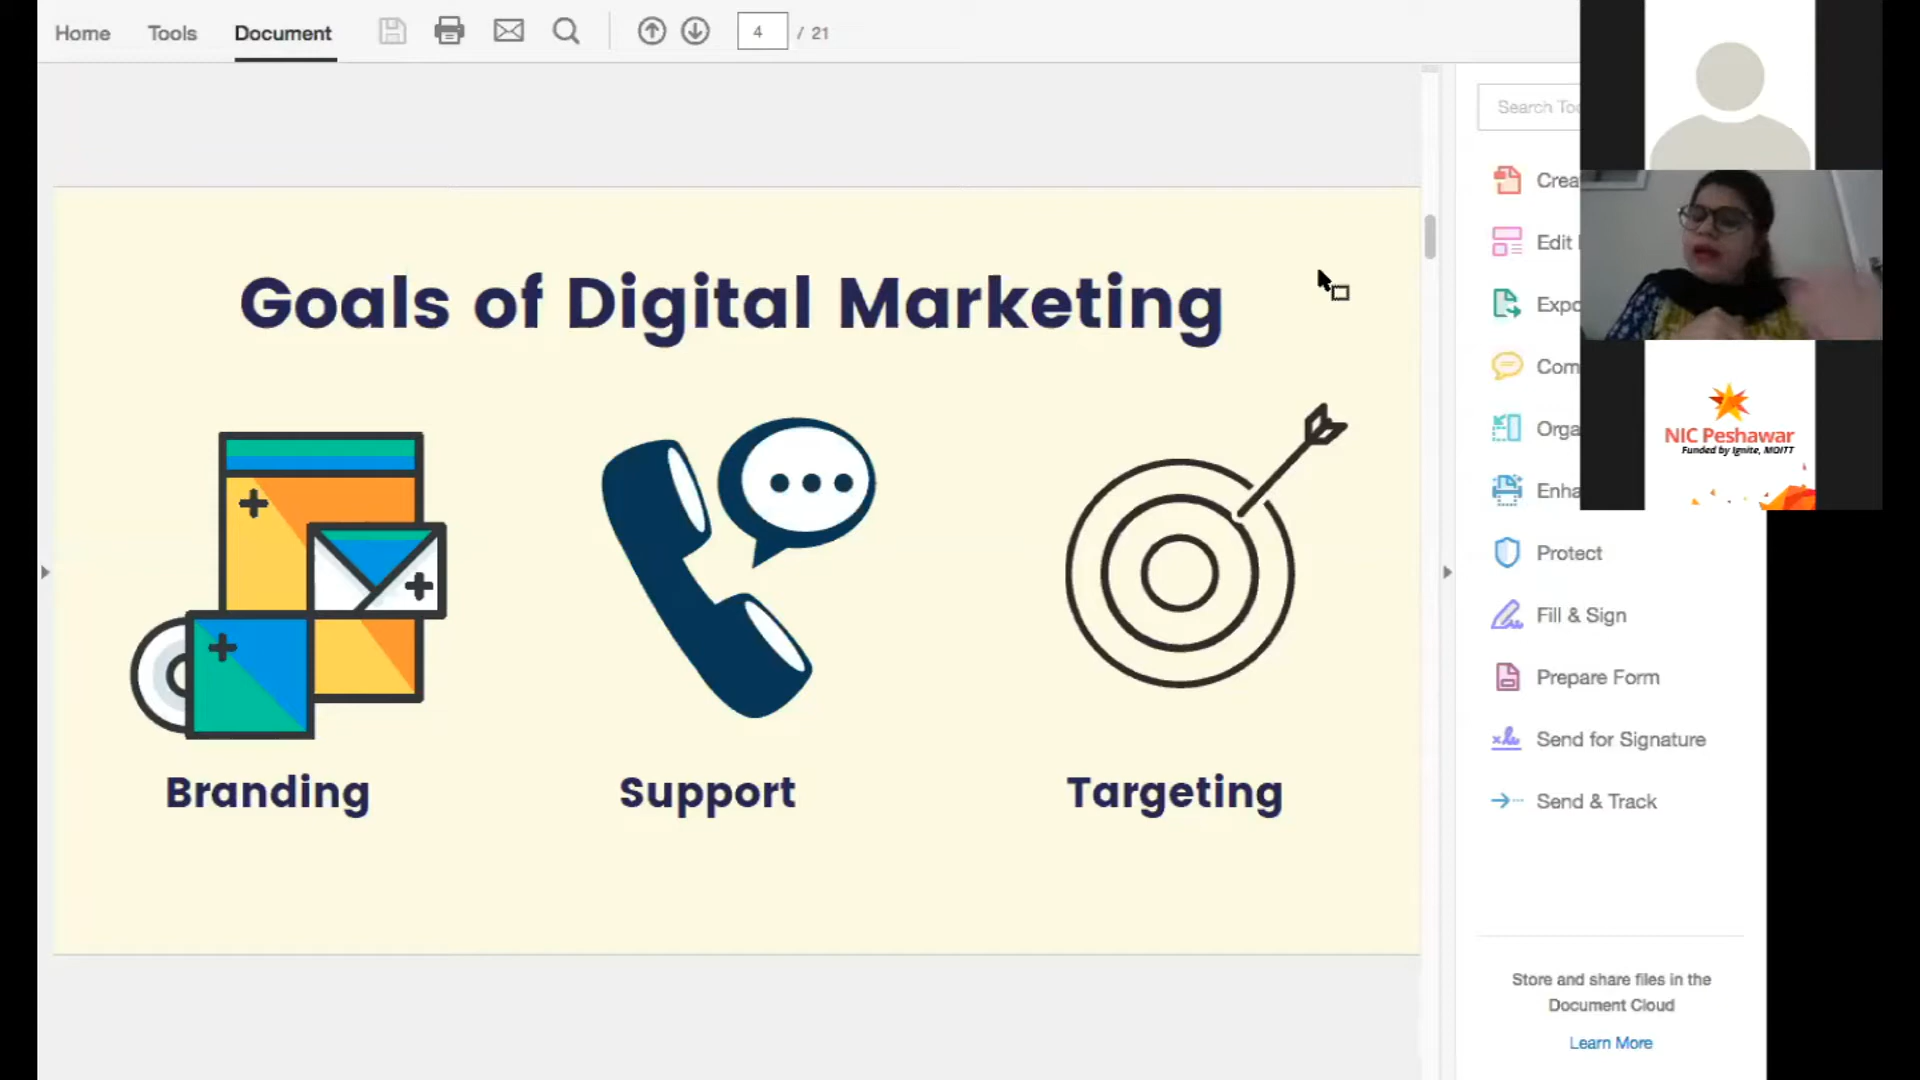 Home Tools Document 4 / 21
Search Too
Crea
Edit
Expo
Com
Orga
Enha
Protect
Fill & Sign
Prepare Form
Send for Signature
Send & Track
Store and share files in the
Document Cloud
Learn More
Goals of Digital Marketing
Branding Support Targeting
NIC Peshawar
Funded by Ignite, MOITT